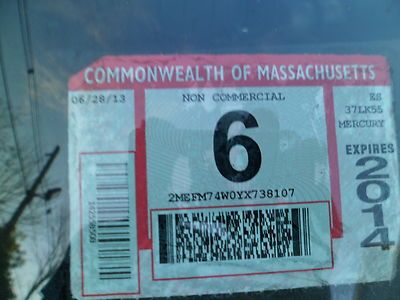 COMMONWEALTH OF MASSACHUSETTS
06/28/13
NON COMMERCIAL
ES
37LK55
MERCURY
6
EXPIRES
2014
2MEFM74W0YX738107